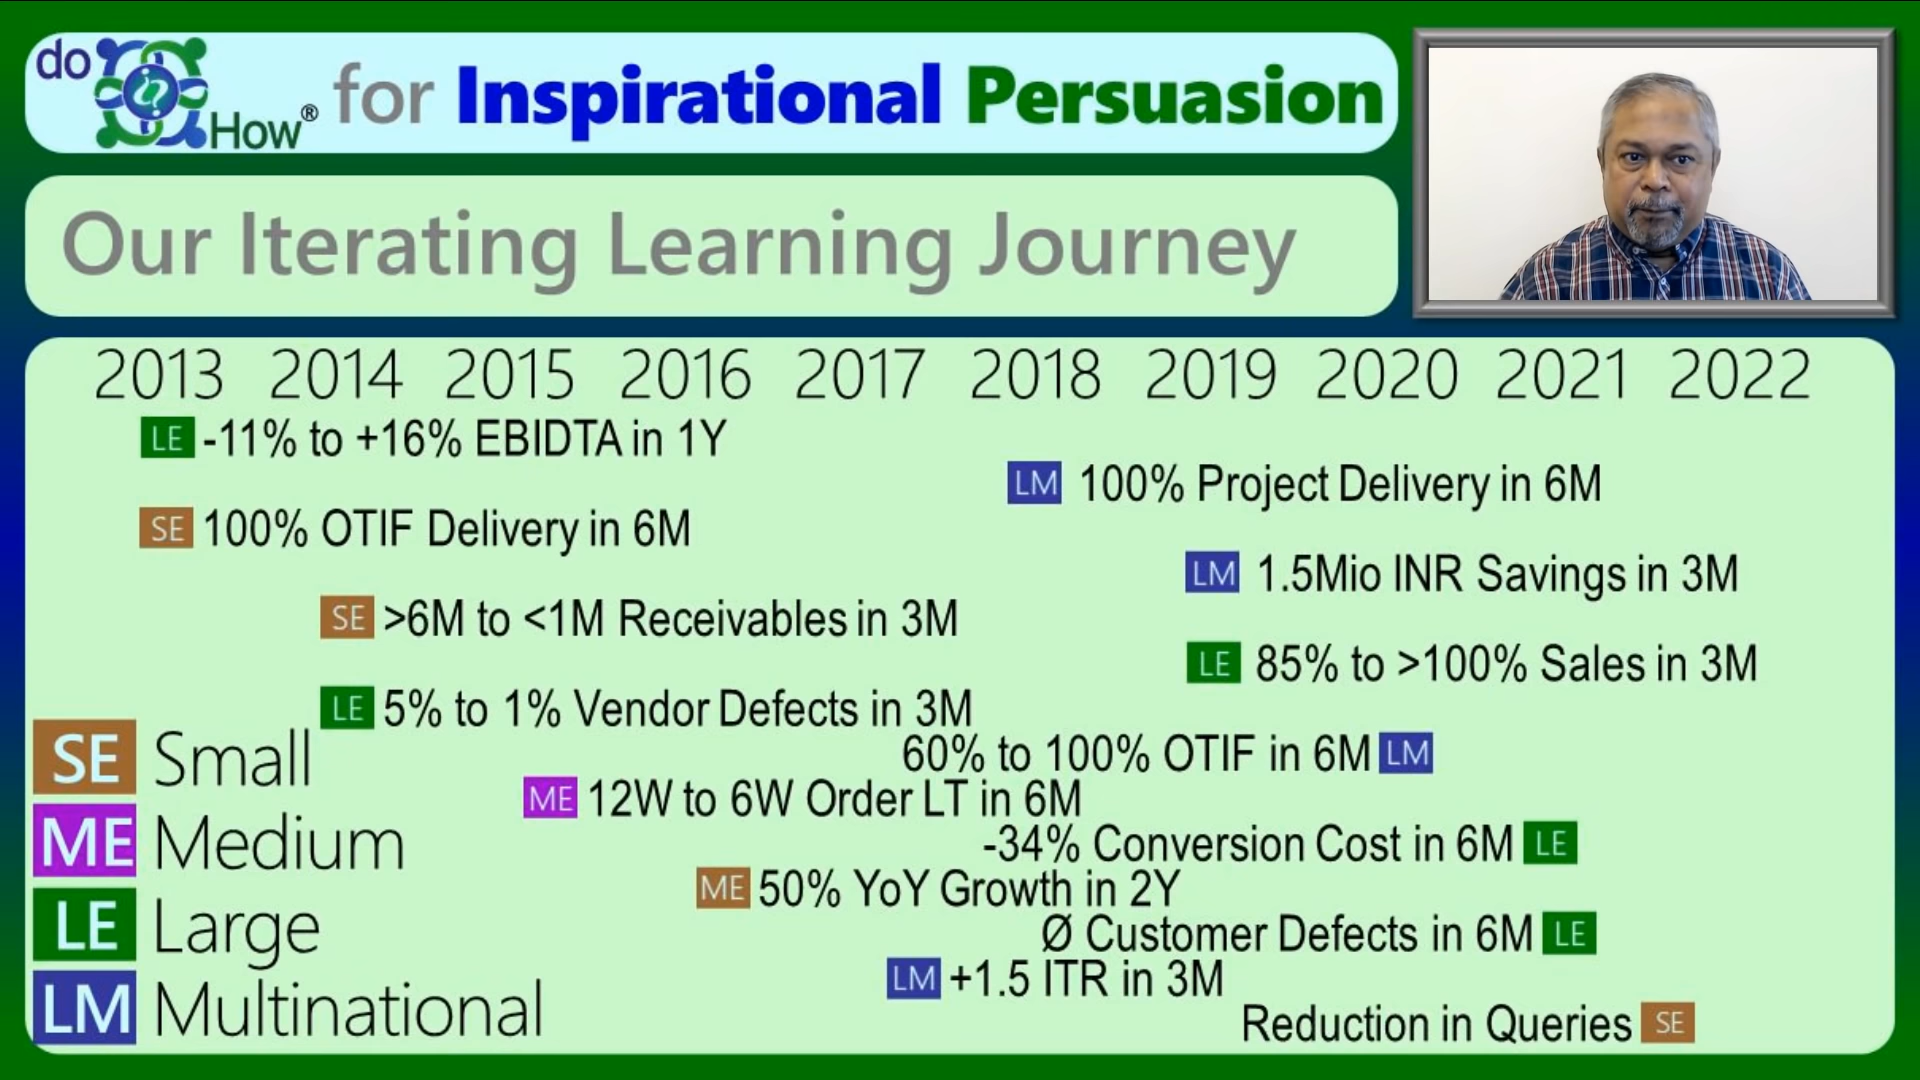 do How® for Inspirational Persuasion
Our Iterating Learning Journey
2013 2014 2015 2016 2017 2018 2019 2020 2021 2022
LE -11% to +16% EBIDTA in 1Y
LM 100% Project Delivery in 6M
SE 100% OTIF Delivery in 6M
LM 1.5Mio INR Savings in 3M
SE >6M to <1M Receivables in 3M
LE 85% to >100% Sales in 3M
LE 5% to 1% Vendor Defects in 3M
60% to 100% OTIF in 6M LM
ME 12W to 6W Order LT in 6M
-34% Conversion Cost in 6M LE
ME 50% YoY Growth in 2Y
Ø Customer Defects in 6M LE
LM +1.5 ITR in 3M
Reduction in Queries SE
SE Small
ME Medium
LE Large
LM Multinational